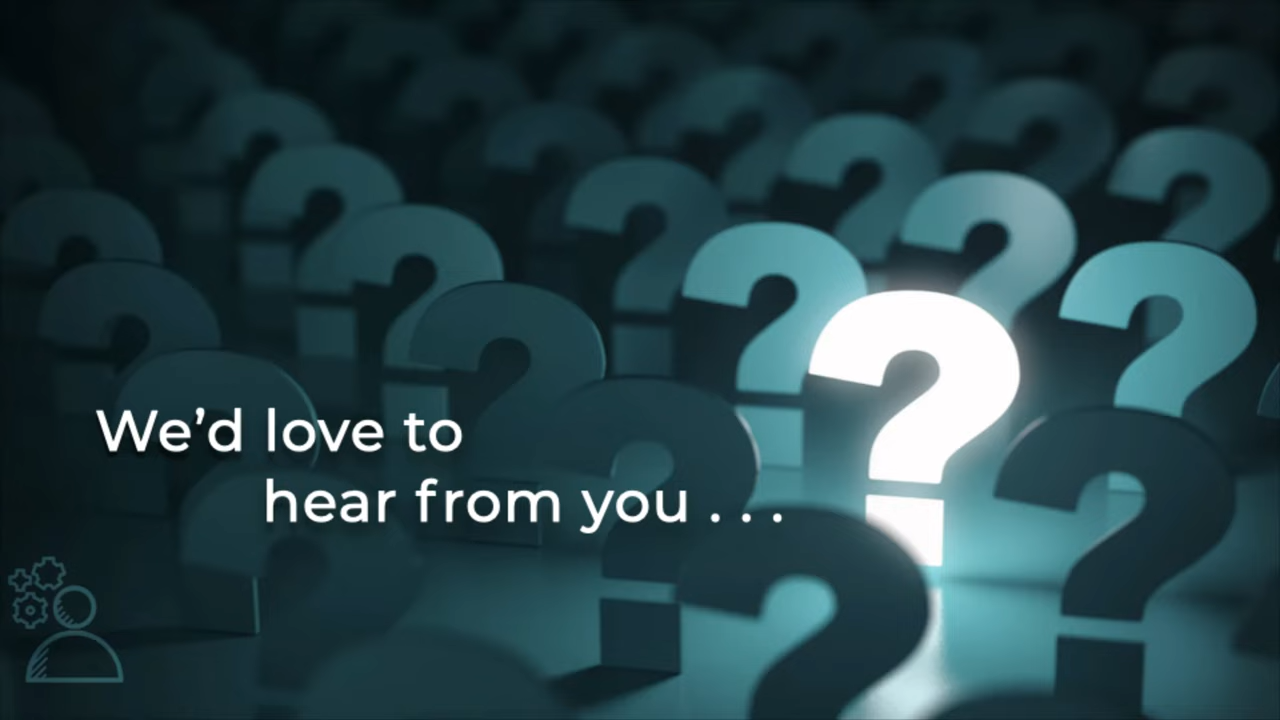 We’d love to
hear from you . . .